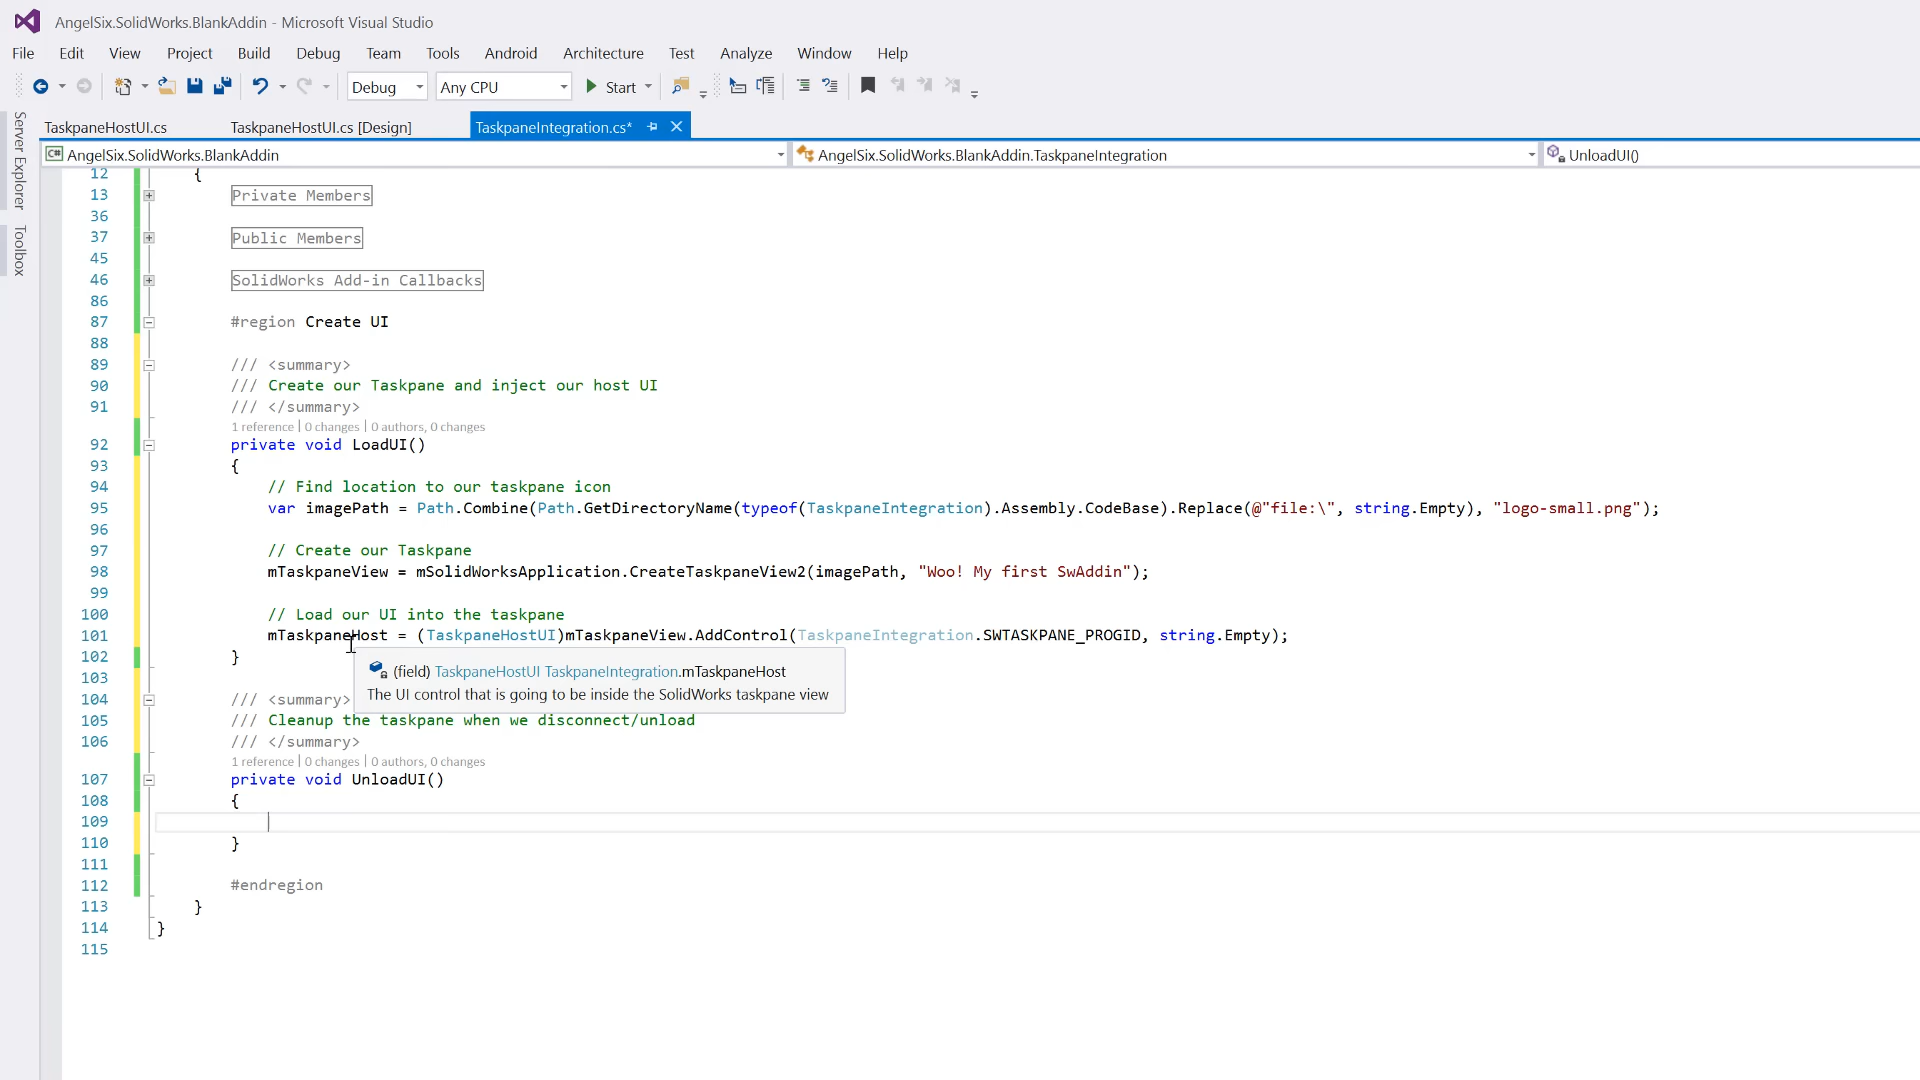 AngelSix.SolidWorks.BlankAddin - Microsoft Visual Studio
File Edit View Project Build Debug Team Tools Android Architecture Test Analyze Window Help
Debug Any CPU Start
Server Explorer
Toolbox
TaskpaneHostUI.cs TaskpaneHostUI.cs [Design] TaskpaneIntegration.cs*
C# AngelSix.SolidWorks.BlankAddin AngelSix.SolidWorks.BlankAddin.TaskpaneIntegration UnloadUI()
12 {
13 Private Members
36
37 Public Members
45
46 SolidWorks Add-in Callbacks
86
87 #region Create UI
88
89 /// <summary>
90 /// Create our Taskpane and inject our host UI
91 /// </summary>
1 reference | 0 changes | 0 authors, 0 changes
92 private void LoadUI()
93 {
94 // Find location to our taskpane icon
95 var imagePath = Path.Combine(Path.GetDirectoryName(typeof(TaskpaneIntegration).Assembly.CodeBase).Replace(@"file:\", string.Empty), "logo-small.png");
96
97 // Create our Taskpane
98 mTaskpaneView = mSolidWorksApplication.CreateTaskpaneView2(imagePath, "Woo! My first SwAddin");
99
100 // Load our UI into the taskpane
101 mTaskpaneHost = (TaskpaneHostUI)mTaskpaneView.AddControl(TaskpaneIntegration.SWTASKPANE_PROGID, string.Empty);
102 }
(field) TaskpaneHostUI TaskpaneIntegration.mTaskpaneHost
The UI control that is going to be inside the SolidWorks taskpane view
103
104 /// <summary>
105 /// Cleanup the taskpane when we disconnect/unload
106 /// </summary>
1 reference | 0 changes | 0 authors, 0 changes
107 private void UnloadUI()
108 {
109
110 }
111
112 #endregion
113 }
114 }
115